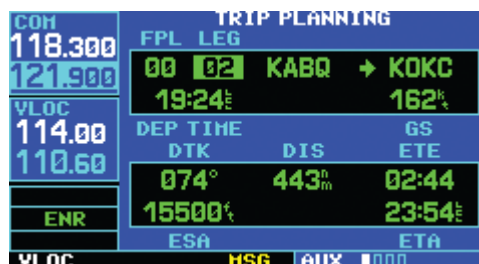 COM
118.300
121.900
VLOC
114.00
110.60
ENR
TRIP PLANNING
FPL LEG
00 02 KABQ → KOKC
19:24 162
DEP TIME GS
DTK DIS ETE
074° 443 02:44
15500 23:54
ESA ETA
VLOC MSG AUX